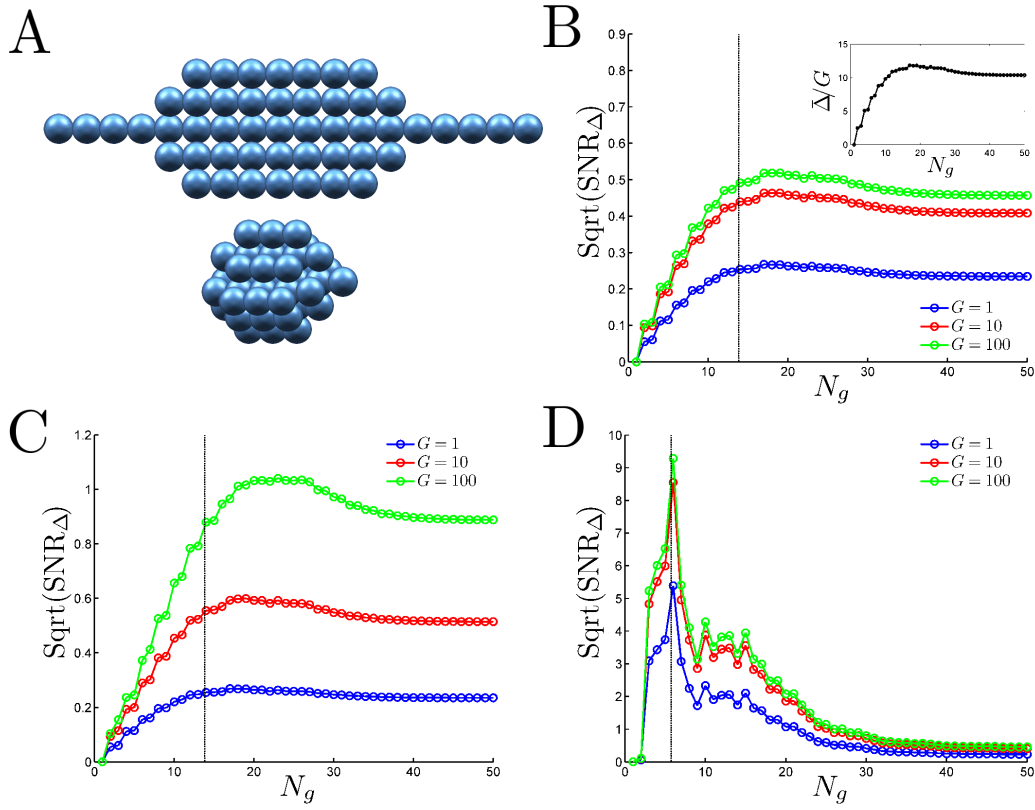 A
B
Sqrt(SNR_Δ)
0.9
0.8
0.7
0.6
0.5
0.4
0.3
0.2
0.1
0
0 10 20 30 40 50
N_g
G = 1
G = 10
G = 100
Δ̄/G
15
10
5
0
0 10 20 30 40 50
N_g
C
Sqrt(SNR_Δ)
1.2
1
0.8
0.6
0.4
0.2
0
0 10 20 30 40 50
N_g
G = 1
G = 10
G = 100
D
Sqrt(SNR_Δ)
10
9
8
7
6
5
4
3
2
1
0
0 10 20 30 40 50
N_g
G = 1
G = 10
G = 100